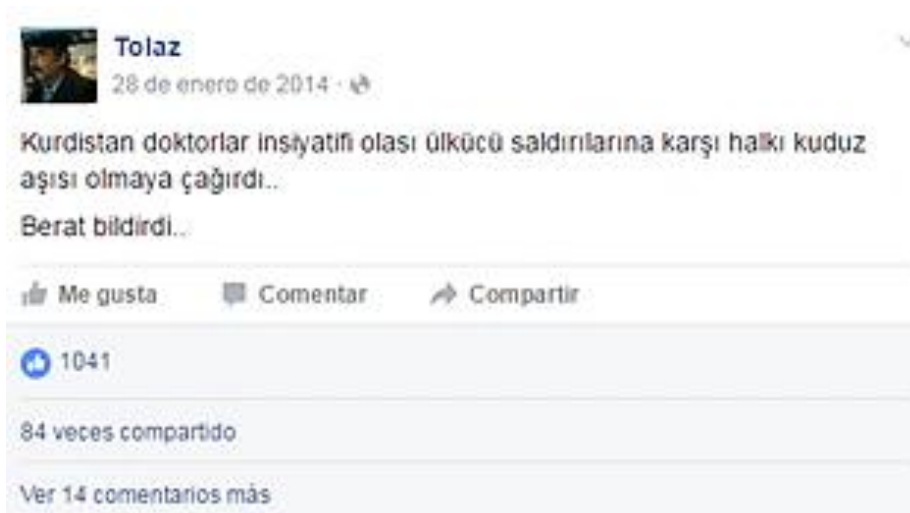 Tolaz
28 de enero de 2014 ·
Kurdistan doktorlar insiyatifi olası ülkücü saldırılarına karşı halkı kuduz
aşısı olmaya çağırdı..
Berat bildirdi..
Me gusta Comentar Compartir
1041
84 veces compartido
Ver 14 comentarios más